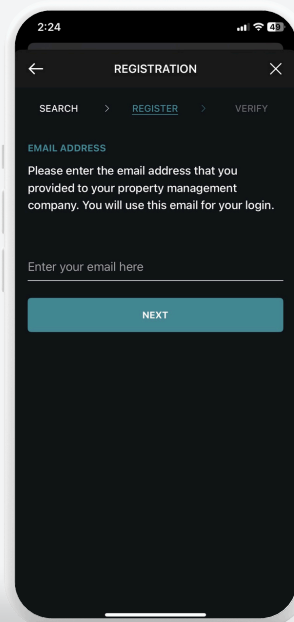 2:24
49
REGISTRATION
SEARCH > REGISTER > VERIFY
EMAIL ADDRESS
Please enter the email address that you
provided to your property management
company. You will use this email for your login.
Enter your email here
NEXT